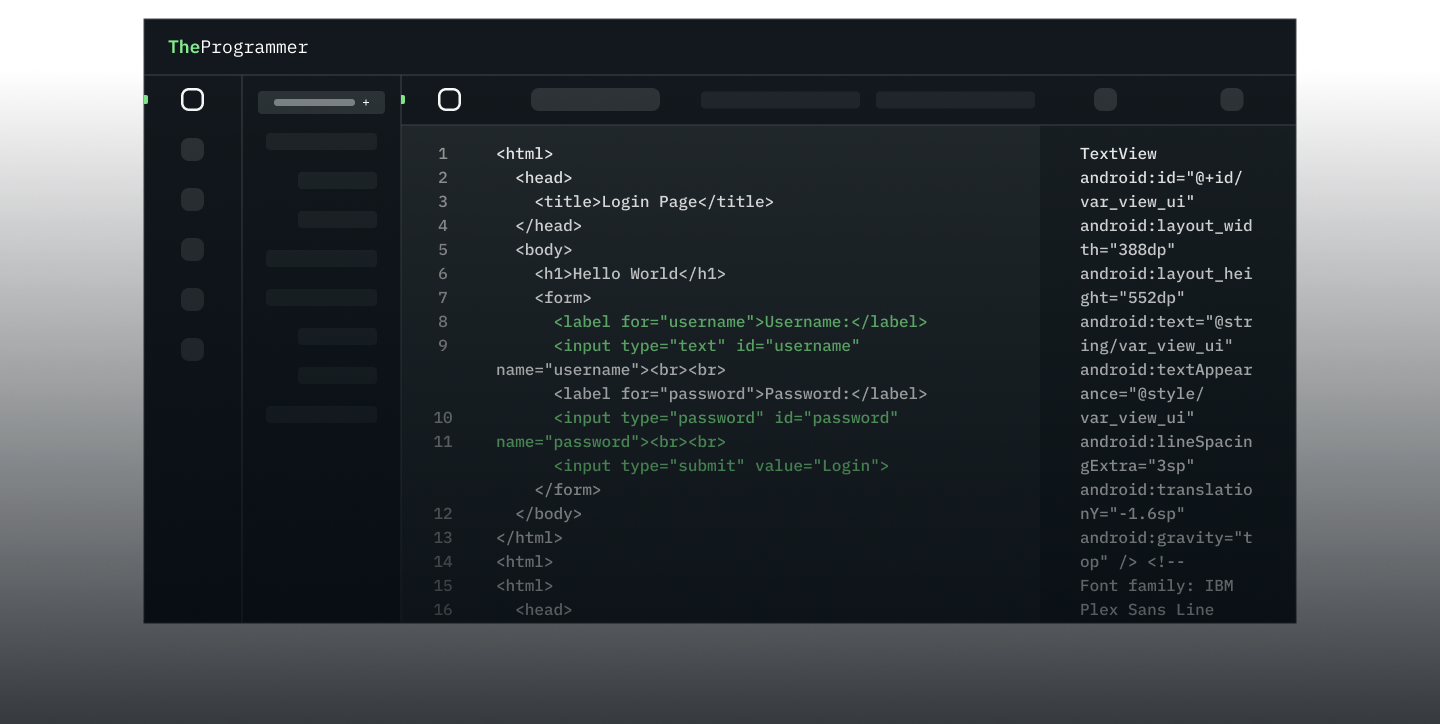 TheProgrammer
+
1 <html>
2 <head>
3 <title>Login Page</title>
4 </head>
5 <body>
6 <h1>Hello World</h1>
7 <form>
8 <label for="username">Username:</label>
9 <input type="text" id="username"
name="username"><br><br>
<label for="password">Password:</label>
10 <input type="password" id="password"
11 name="password"><br><br>
<input type="submit" value="Login">
</form>
12 </body>
13 </html>
14 <html>
15 <html>
16 <head>
TextView
android:id="@+id/
var_view_ui"
android:layout_wid
th="388dp"
android:layout_hei
ght="552dp"
android:text="@str
ing/var_view_ui"
android:textAppear
ance="@style/
var_view_ui"
android:lineSpacin
gExtra="3sp"
android:translatio
nY="-1.6sp"
android:gravity="t
op" /> <!--
Font family: IBM
Plex Sans Line